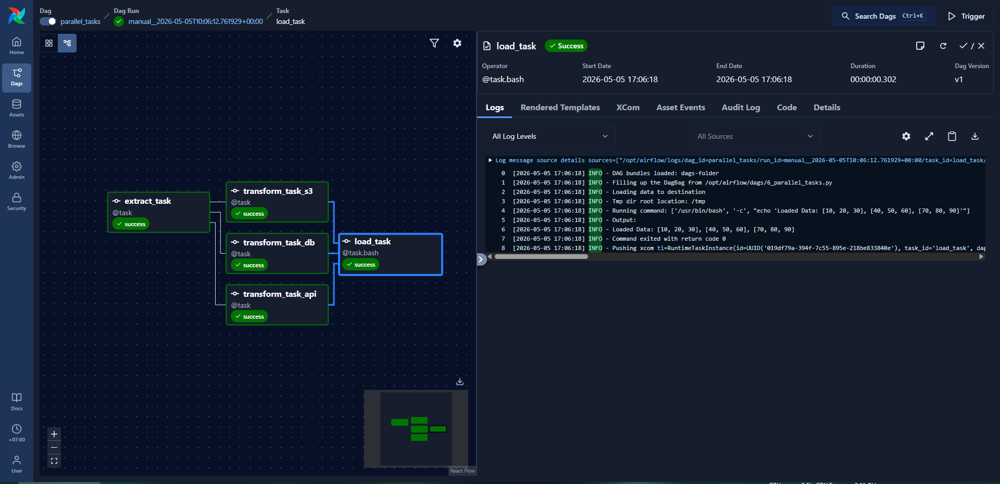 Dag
parallel_tasks
Dag Run
manual__2026-05-05T10:06:12.761929+00:00
Task
load_task
Search Dags Ctrl+K
Trigger
Home
Dags
Assets
Browse
Admin
Security
Docs
+07:00
User
extract_task
@task
success
transform_task_s3
@task
success
transform_task_db
@task
success
transform_task_api
@task
success
load_task
@task.bash
success
React Flow
load_task Success
Operator Start Date End Date Duration Dag Version
@task.bash 2026-05-05 17:06:18 2026-05-05 17:06:18 00:00:00.302 v1
Logs Rendered Templates XCom Asset Events Audit Log Code Details
All Log Levels All Sources
Log message source details sources=["/opt/airflow/logs/dag_id=parallel_tasks/run_id=manual__2026-05-05T10:06:12.761929+00:00/task_id=load_task/
0 [2026-05-05 17:06:18] INFO - DAG bundles loaded: dags-folder
1 [2026-05-05 17:06:18] INFO - Filling up the DagBag from /opt/airflow/dags/6_parallel_tasks.py
2 [2026-05-05 17:06:18] INFO - Loading data to destination
3 [2026-05-05 17:06:18] INFO - Tmp dir root location: /tmp
4 [2026-05-05 17:06:18] INFO - Running command: ['/usr/bin/bash', '-c', "echo 'Loaded Data: [10, 20, 30], [40, 50, 60], [70, 80, 90]'"]
5 [2026-05-05 17:06:18] INFO - Output:
6 [2026-05-05 17:06:18] INFO - Loaded Data: [10, 20, 30], [40, 50, 60], [70, 80, 90]
7 [2026-05-05 17:06:18] INFO - Command exited with return code 0
8 [2026-05-05 17:06:18] INFO - Pushing xcom ti=RuntimeTaskInstance(id=UUID('019df79a-394f-7c55-895e-218be833840e'), task_id='load_task', dag